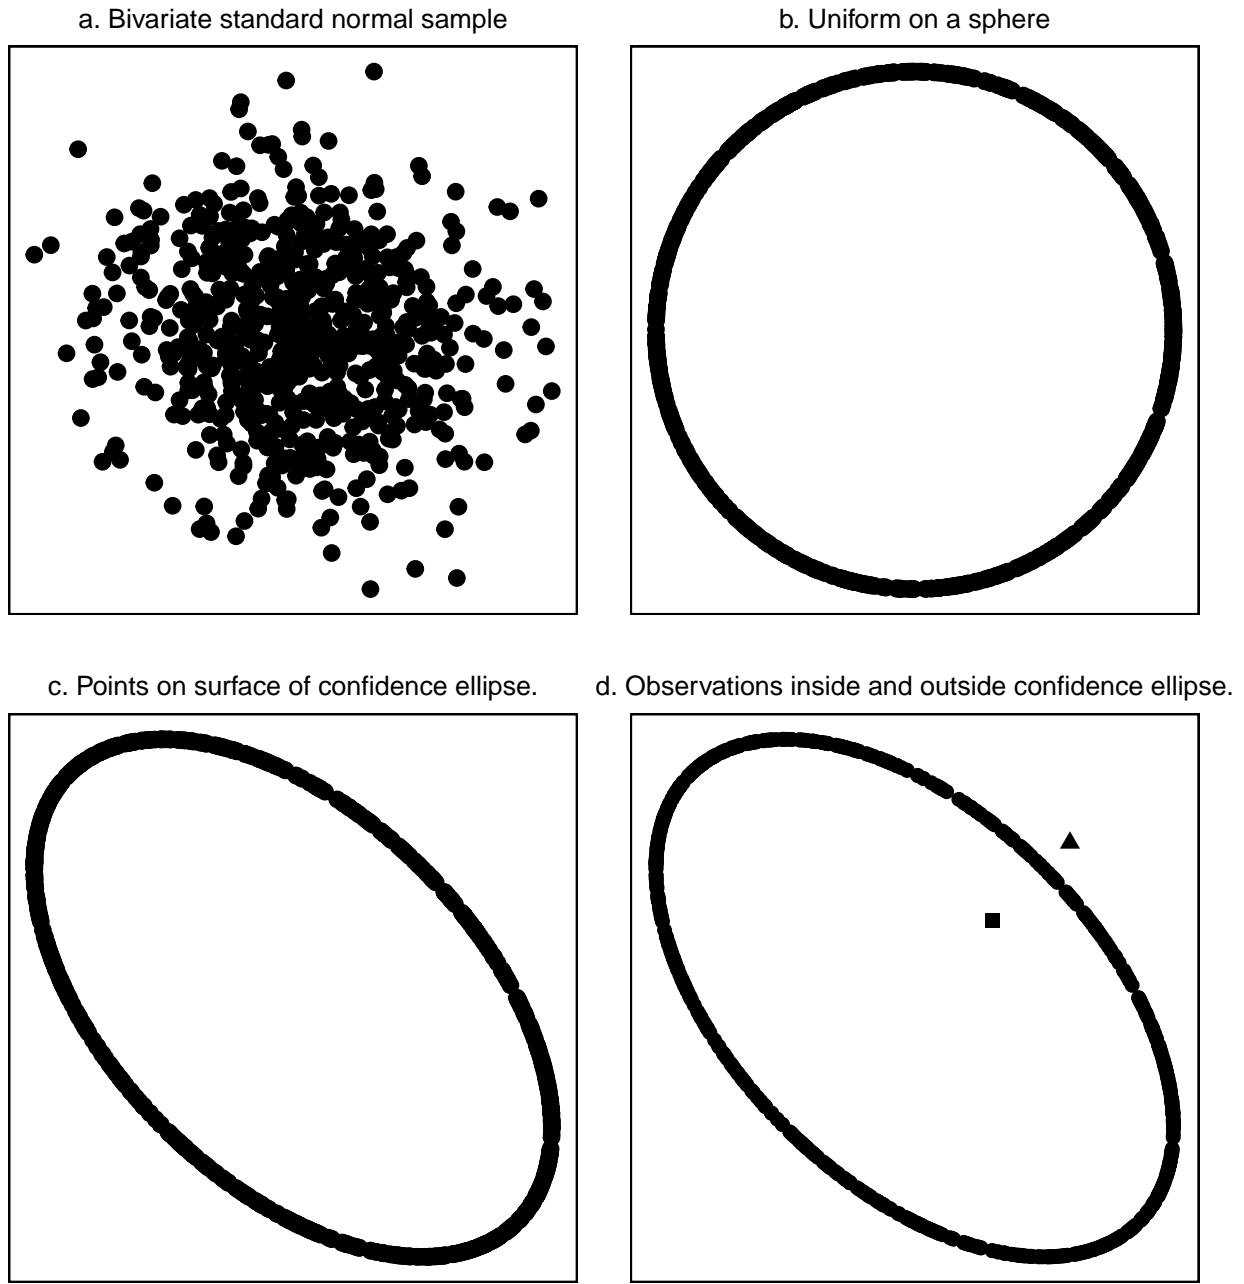 a. Bivariate standard normal sample
b. Uniform on a sphere
c. Points on surface of confidence ellipse.
d. Observations inside and outside confidence ellipse.